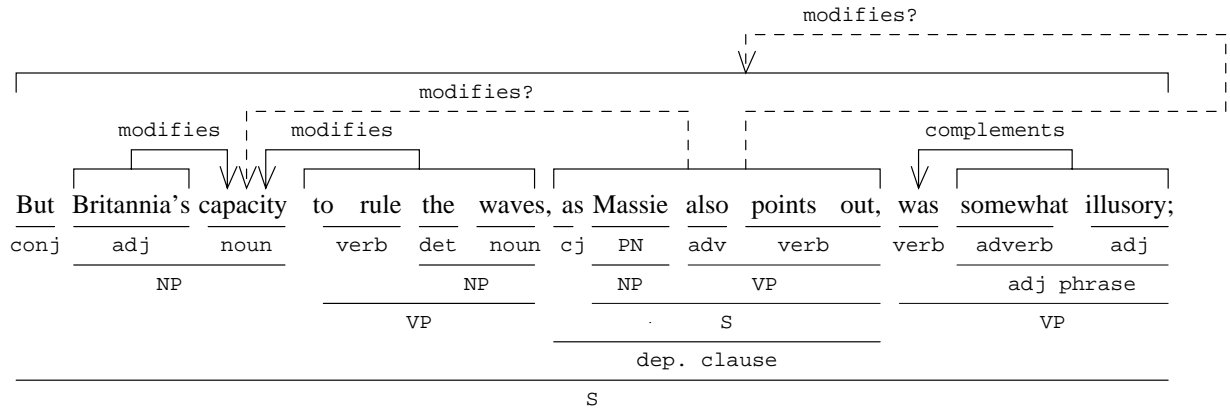 modifies?
modifies?
modifies modifies complements
But Britannia's capacity to rule the waves, as Massie also points out, was somewhat illusory;
conj adj noun verb det noun cj PN adv verb verb adverb adj
NP NP NP VP adj phrase
VP S VP
dep. clause
S